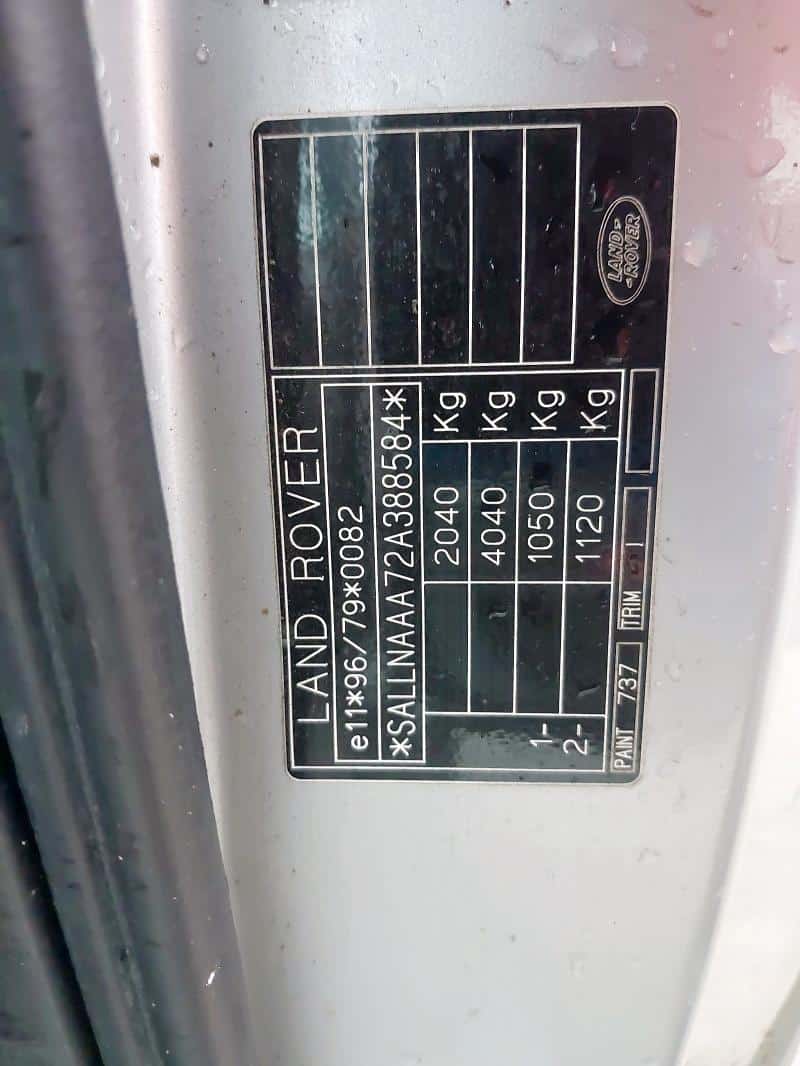 LAND ROVER
e11*96/79*0082
*SALLNAAA72A388584*
2040 Kg
4040 Kg
1- 1050 Kg
2- 1120 Kg
PAINT 737 TRIM
LAND
ROVER